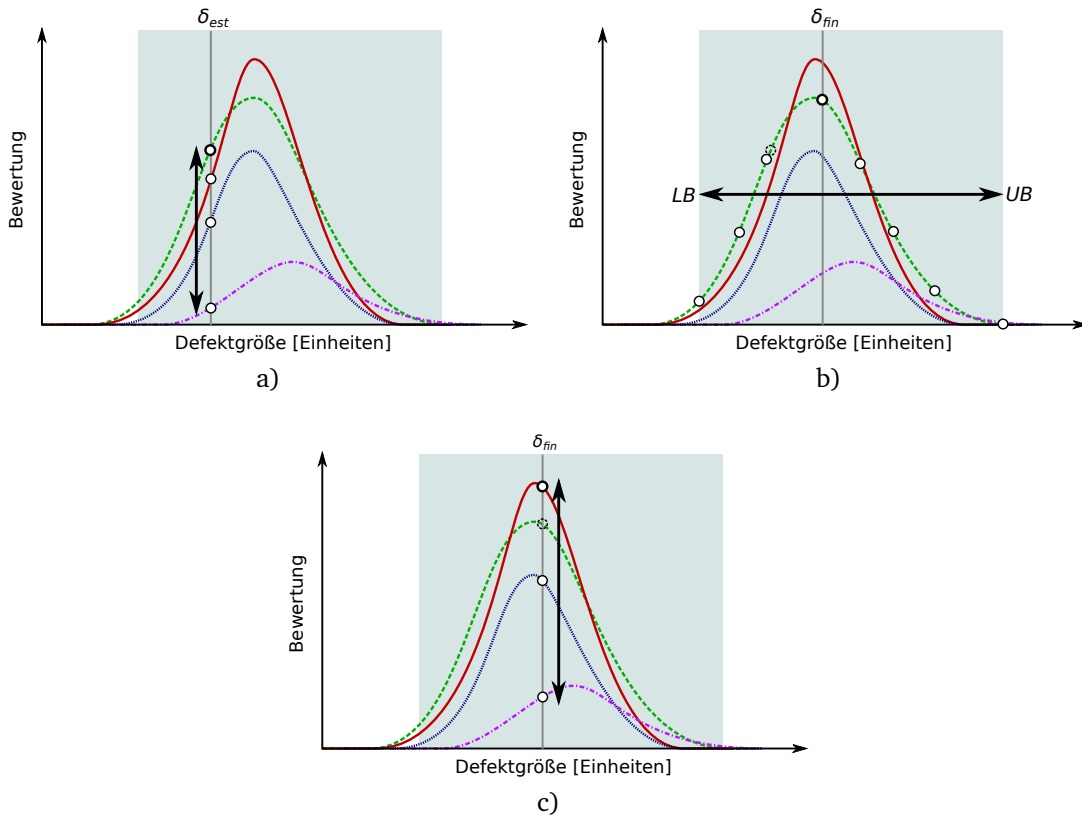 δest
Bewertung
Defektgröße [Einheiten]
a)
δfin
LB
UB
Bewertung
Defektgröße [Einheiten]
b)
δfin
Bewertung
Defektgröße [Einheiten]
c)